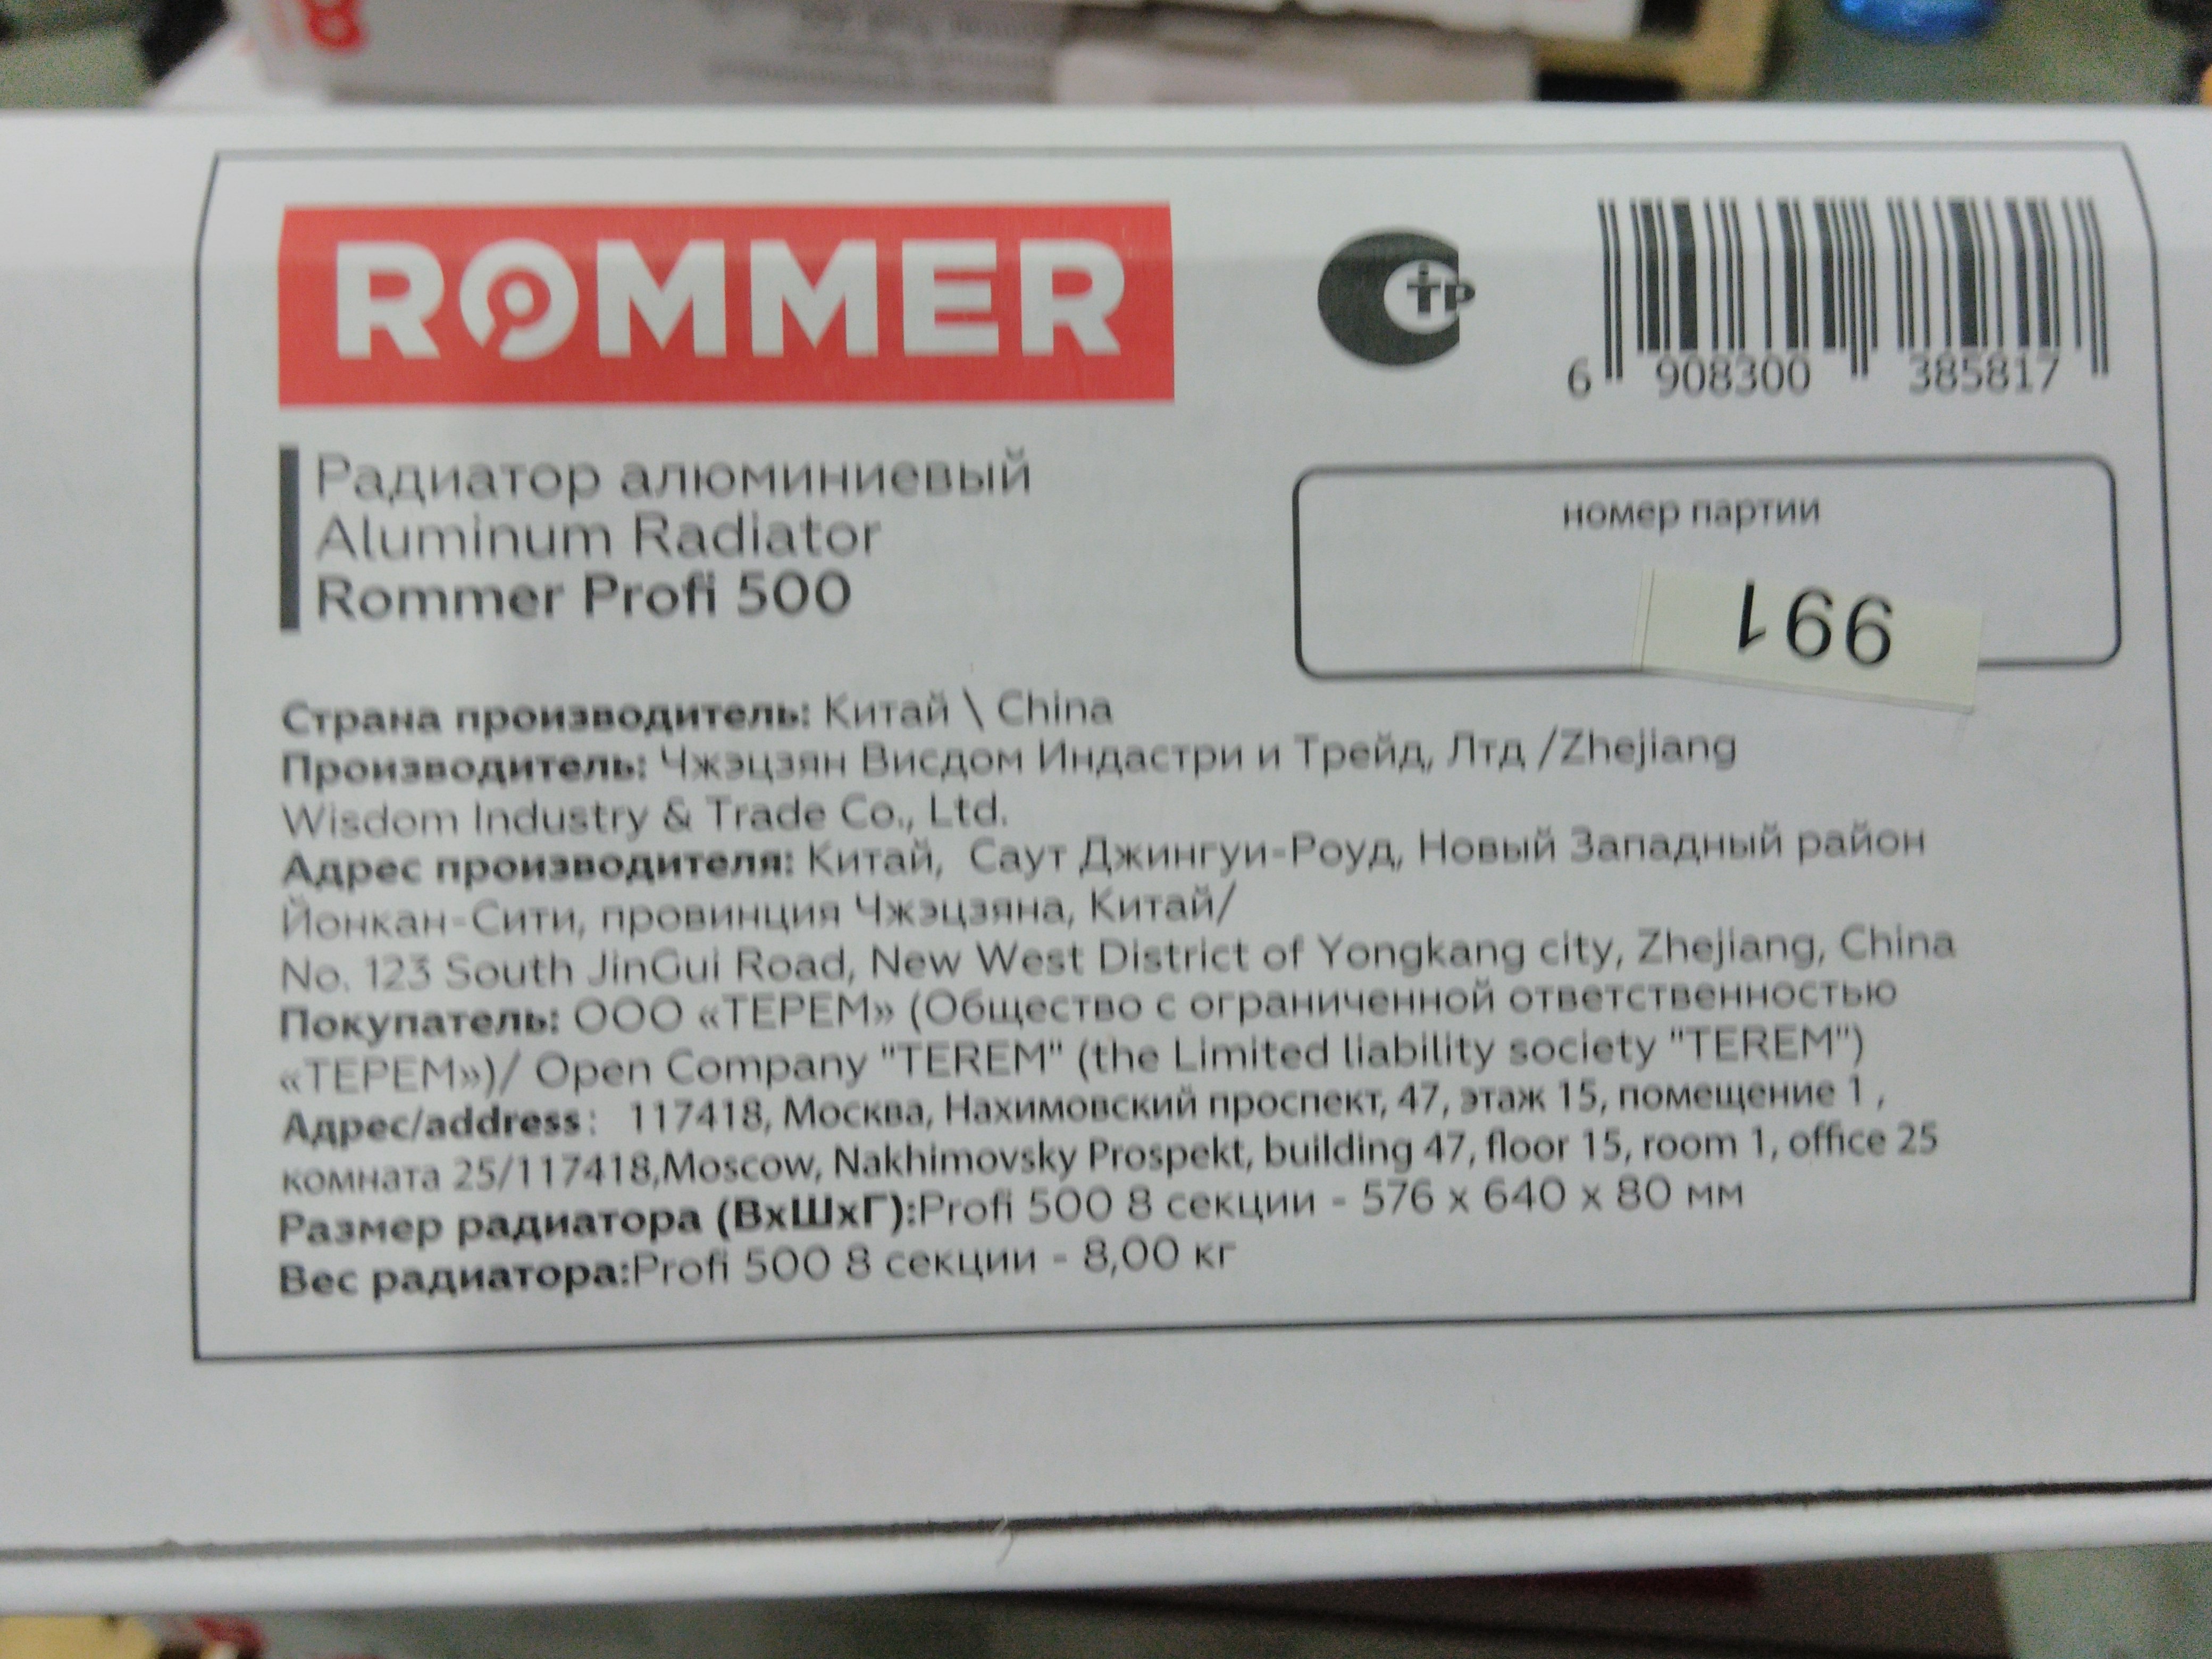 ROMMER
6 908300 385817
Радиатор алюминиевый
Aluminum Radiator
Rommer Profi 500
номер партии
991
Страна производитель: Китай \ China
Производитель: Чжэцзян Висдом Индастри и Трейд, Лтд /Zhejiang
Wisdom Industry & Trade Co., Ltd.
Адрес производителя: Китай, Саут Джингуи-Роуд, Новый Западный район
Йонкан-Сити, провинция Чжэцзяна, Китай/
No. 123 South JinGui Road, New West District of Yongkang city, Zhejiang, China
Покупатель: ООО «ТЕРЕМ» (Общество с ограниченной ответственностью
«ТЕРЕМ»)/ Open Company "TEREM" (the Limited liability society "TEREM")
Адрес/address: 117418, Москва, Нахимовский проспект, 47, этаж 15, помещение 1 ,
комната 25/117418,Moscow, Nakhimovsky Prospekt, building 47, floor 15, room 1, office 25
Размер радиатора (ВхШхГ):Profi 500 8 секции - 576 x 640 x 80 мм
Вес радиатора:Profi 500 8 секции - 8,00 кг